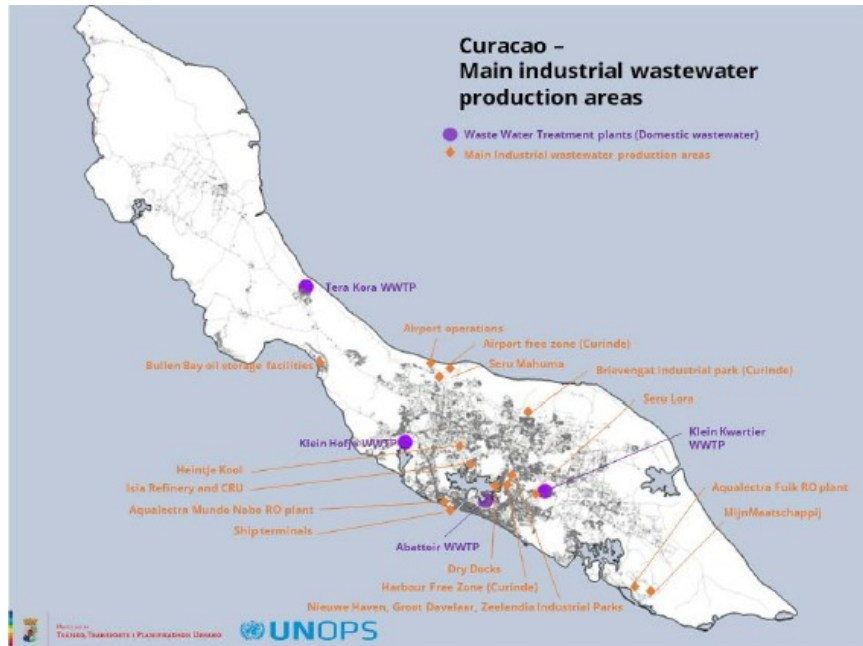 Curacao –
Main industrial wastewater
production areas
Waste Water Treatment plants (Domestic wastewater)
Main Industrial wastewater production areas
Tera Kora WWTP
Airport operations
Airport free zone (Curinde)
Bullen Bay oil storage facilities
Seru Mahuma
Brievengat industrial park (Curinde)
Seru Lora
Klein Kwartier
WWTP
Klein Hofje WWTP
Heintje Kool
Isla Refinery and CRU
Aqualectra Fuik RO plant
Aqualectra Mundo Nobo RO plant
MijnMaatschappij
Ship terminals
Abattoir WWTP
Dry Docks
Harbour Free Zone (Curinde)
Nieuwe Haven, Groot Davelaar, Zeelandia Industrial Parks
UNOPS